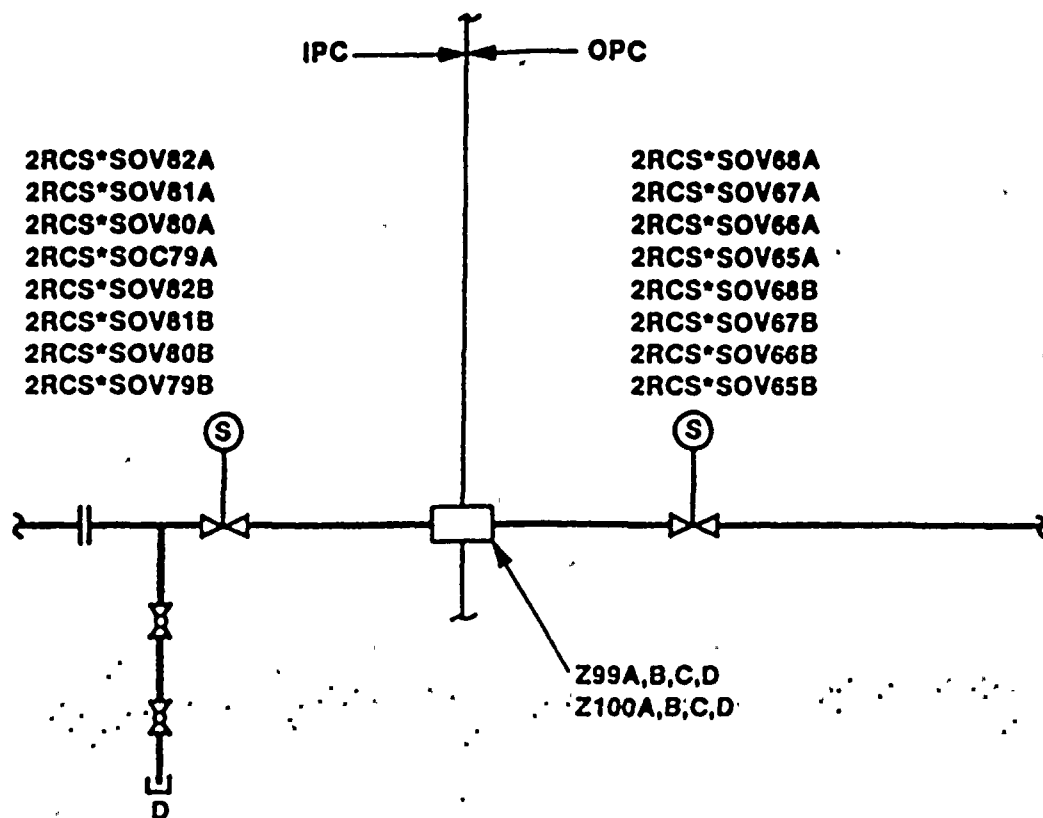 IPC OPC
2RCS*SOV82A
2RCS*SOV81A
2RCS*SOV80A
2RCS*SOC79A
2RCS*SOV82B
2RCS*SOV81B
2RCS*SOV80B
2RCS*SOV79B
2RCS*SOV68A
2RCS*SOV67A
2RCS*SOV66A
2RCS*SOV65A
2RCS*SOV68B
2RCS*SOV67B
2RCS*SOV66B
2RCS*SOV65B
S
S
Z99A,B,C,D
Z100A,B,C,D
D